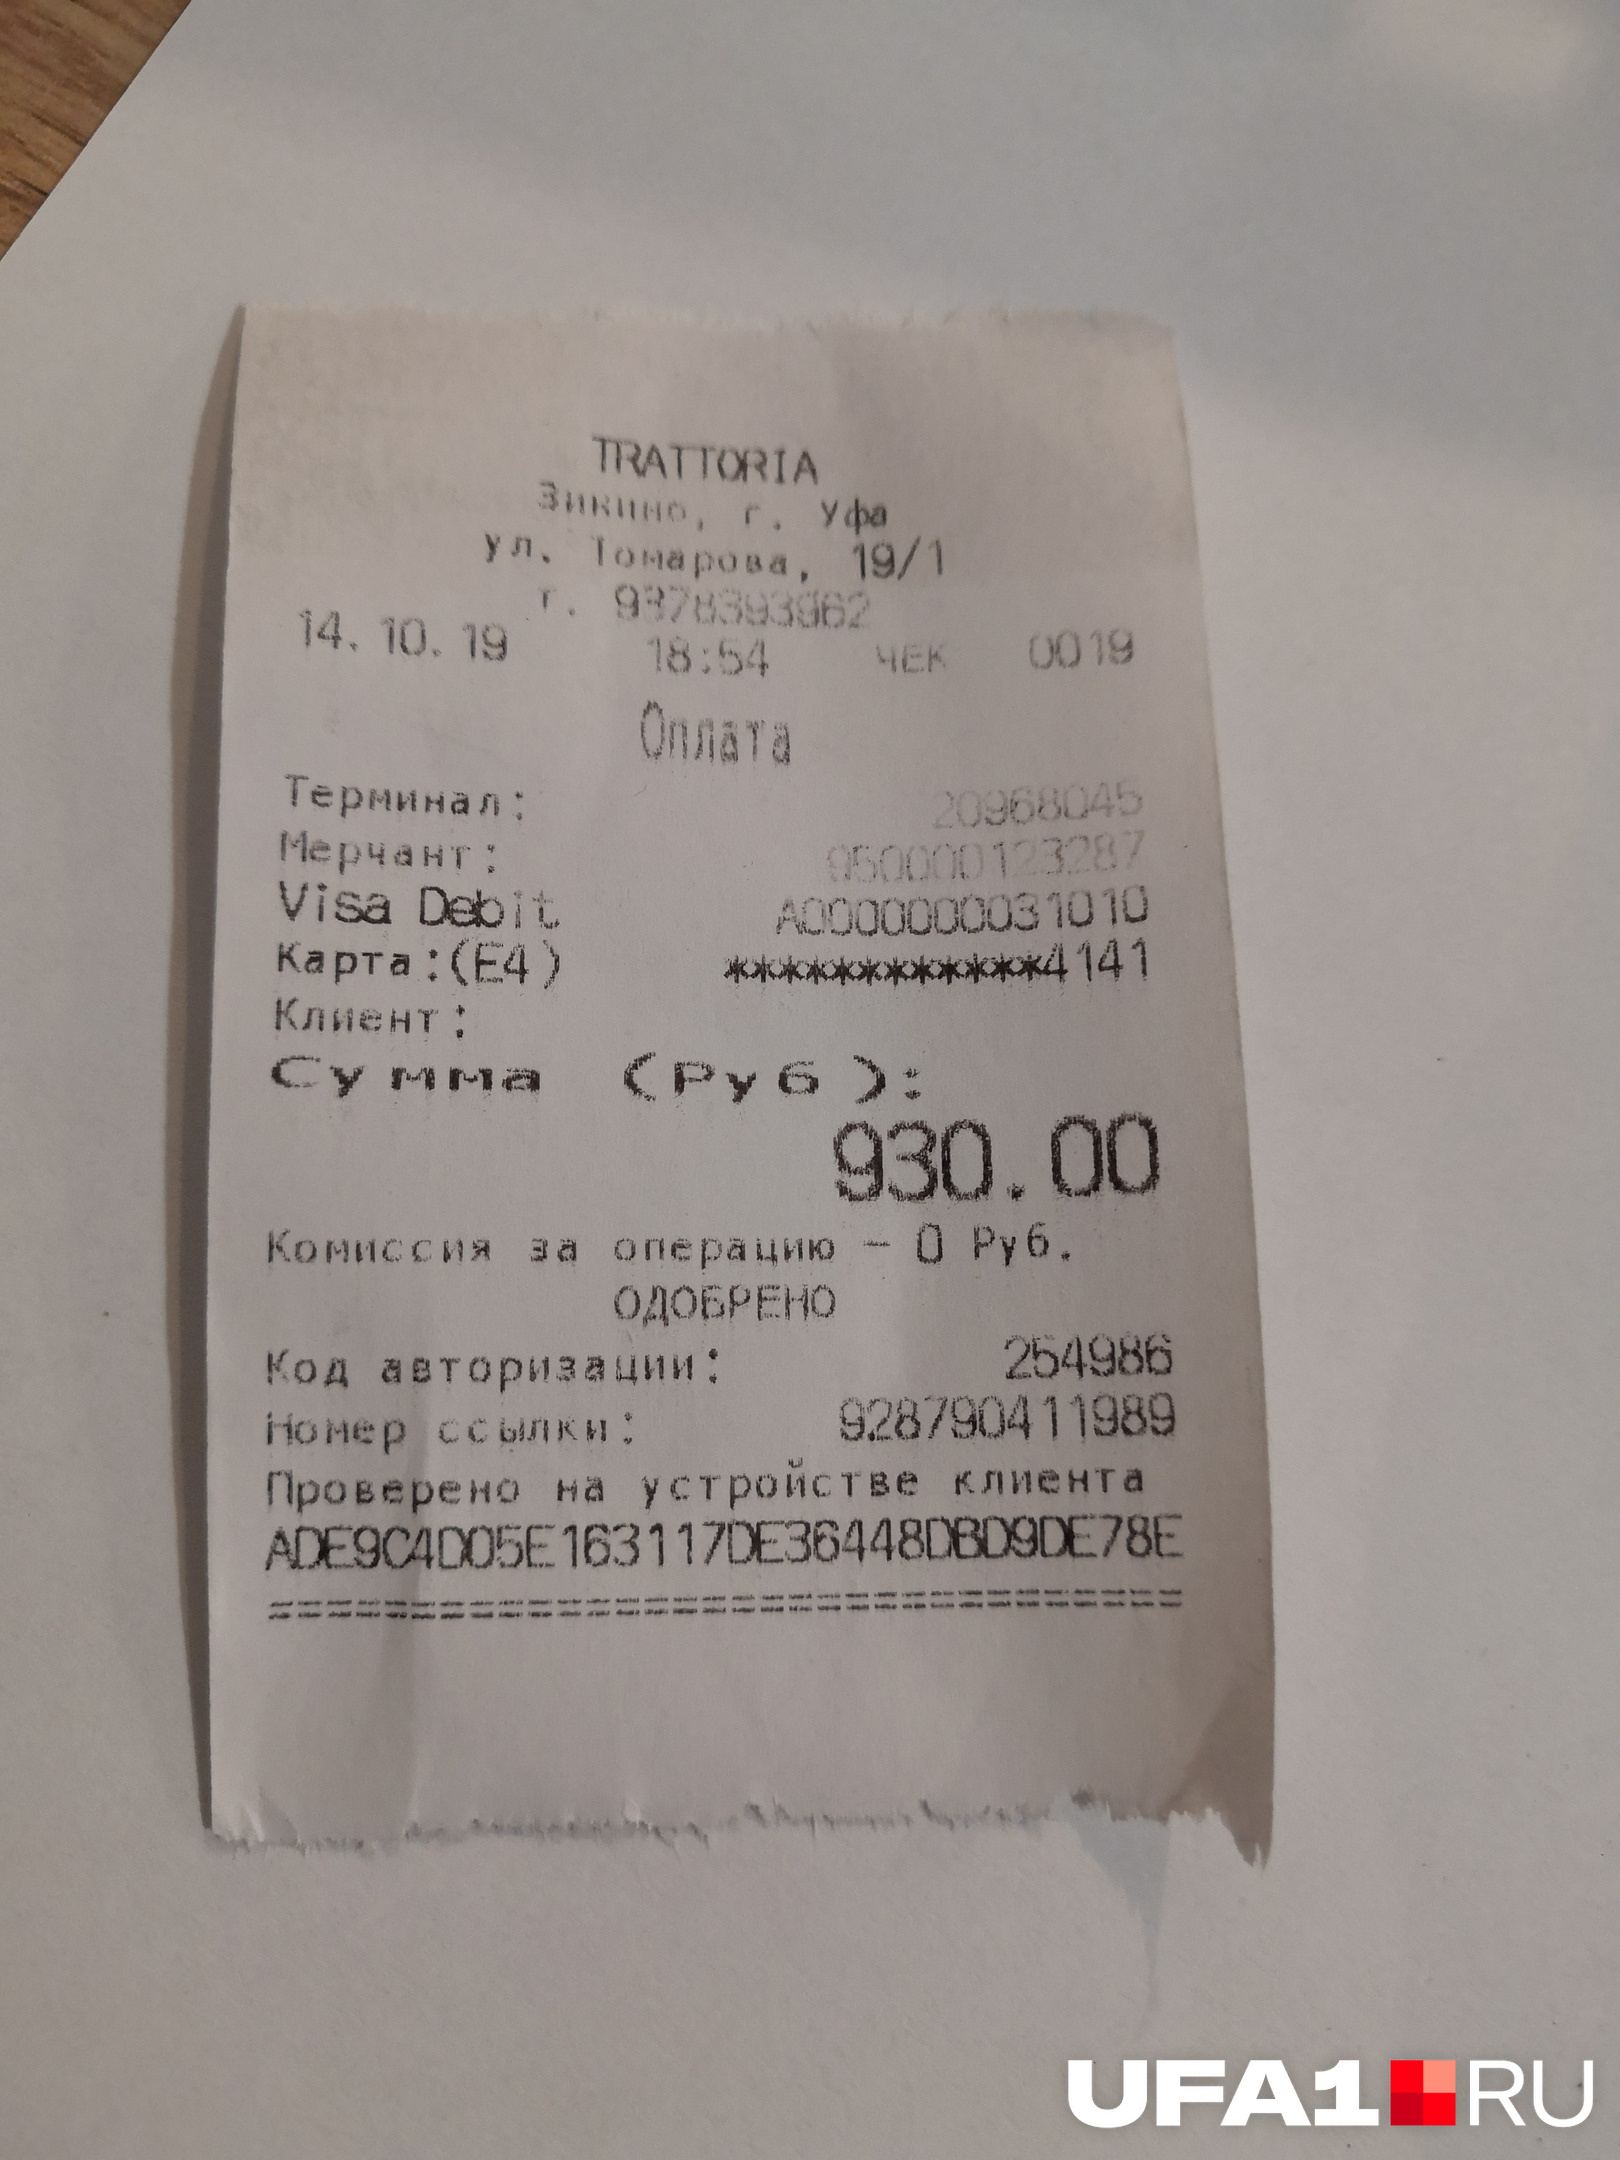 TRATTORIA
Зикино, г. Уфа
ул. Томарова, 19/1
т. 9378393962
14.10.19 18:54 ЧЕК 0019
Оплата
Терминал: 20968045
Мерчант: 950000123287
Visa Debit A0000000031010
Карта:(E4) ************4141
Клиент:
Сумма (Руб):
930.00
Комиссия за операцию – 0 Руб.
ОДОБРЕНО
Код авторизации: 254986
Номер ссылки: 928790411989
Проверено на устройстве клиента
ADE9C4D05E163117DE36448DBD9DE78E
================================
UFA1 RU